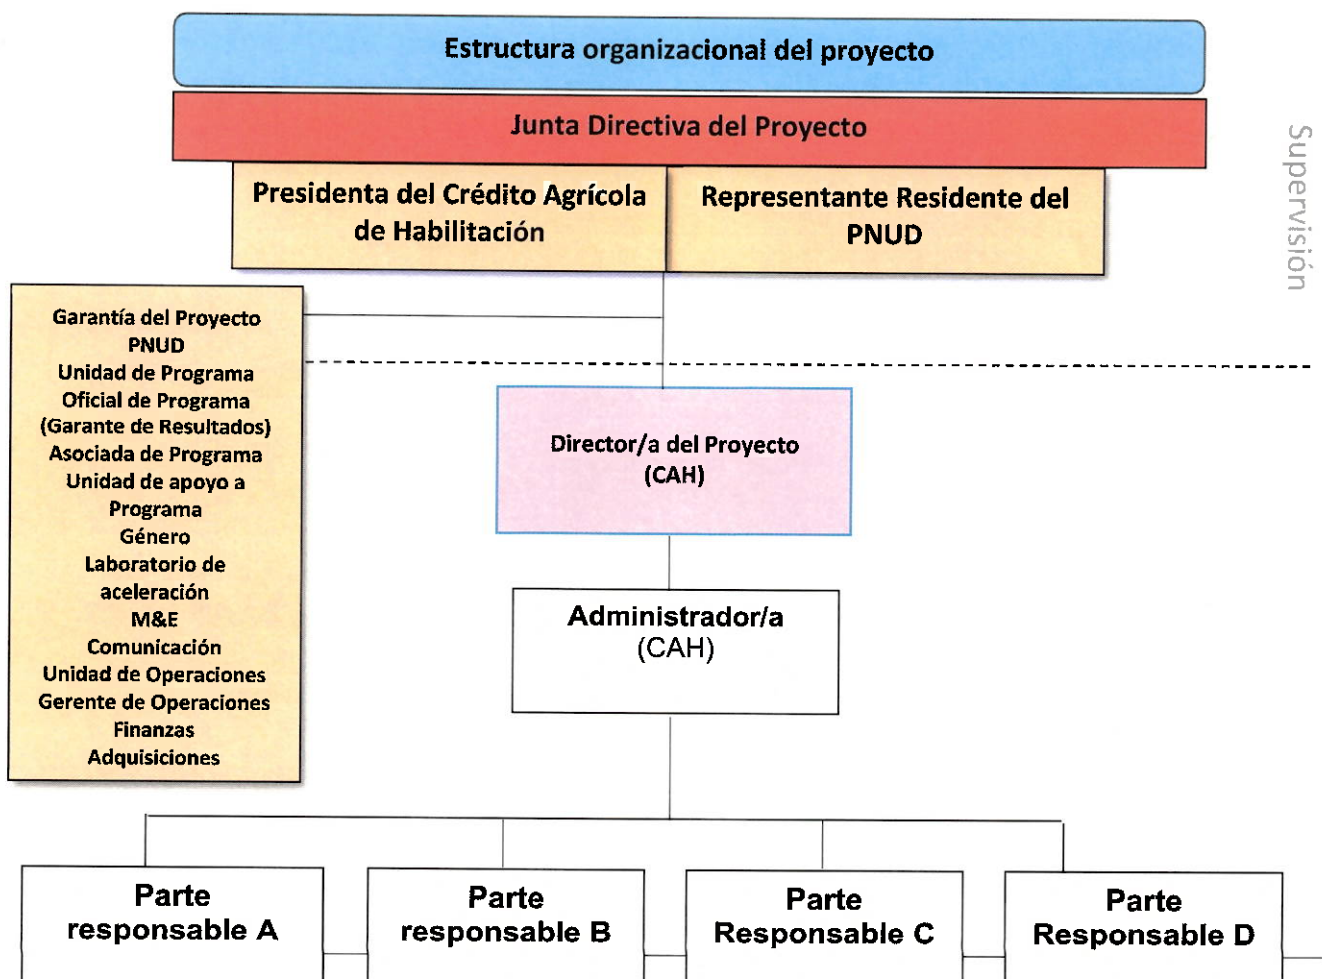 Estructura organizacional del proyecto
Junta Directiva del Proyecto
Presidenta del Crédito Agrícola
de Habilitación
Representante Residente del
PNUD
Supervisión
Garantía del Proyecto
PNUD
Unidad de Programa
Oficial de Programa
(Garante de Resultados)
Asociada de Programa
Unidad de apoyo a
Programa
Género
Laboratorio de
aceleración
M&E
Comunicación
Unidad de Operaciones
Gerente de Operaciones
Finanzas
Adquisiciones
Director/a del Proyecto
(CAH)
Administrador/a
(CAH)
Parte
responsable A
Parte
responsable B
Parte
Responsable C
Parte
Responsable D